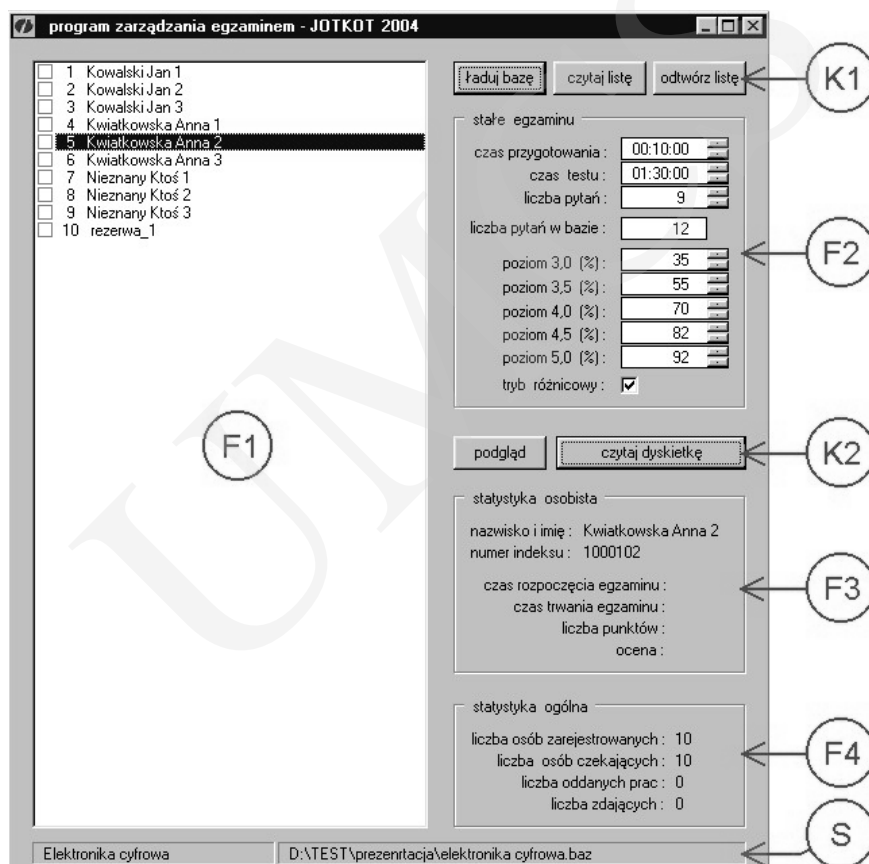 program zarządzania egzaminem - JOTKOT 2004
1 Kowalski Jan 1
2 Kowalski Jan 2
3 Kowalski Jan 3
4 Kwiatkowska Anna 1
5 Kwiatkowska Anna 2
6 Kwiatkowska Anna 3
7 Nieznany Ktoś 1
8 Nieznany Ktoś 2
9 Nieznany Ktoś 3
10 rezerwa_1
F1
ładuj bazę czytaj listę odtwórz listę
K1
stałe egzaminu
czas przygotowania : 00:10:00
czas testu : 01:30:00
liczba pytań : 9
liczba pytań w bazie : 12
poziom 3,0 (%) : 35
poziom 3,5 (%) : 55
poziom 4,0 (%) : 70
poziom 4,5 (%) : 82
poziom 5,0 (%) : 92
tryb różnicowy :
F2
podgląd czytaj dyskietkę
K2
statystyka osobista
nazwisko i imię : Kwiatkowska Anna 2
numer indeksu : 1000102
czas rozpoczęcia egzaminu :
czas trwania egzaminu :
liczba punktów :
ocena :
F3
statystyka ogólna
liczba osób zarejestrowanych : 10
liczba osób czekających : 10
liczba oddanych prac : 0
liczba zdających : 0
F4
Elektronika cyfrowa D:\TEST\prezenrtacja\elektronika cyfrowa.baz
S
UMCS